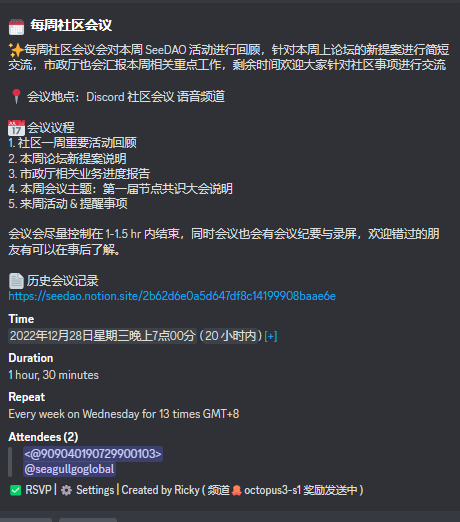 每周社区会议
✨每周社区会议会对本周 SeeDAO 活动进行回顾，针对本周上论坛的新提案进行简短
交流，市政厅也会汇报本周相关重点工作，剩余时间欢迎大家针对社区事项进行交流
📍 会议地点：Discord 社区会议 语音频道
📅 会议议程
1. 社区一周重要活动回顾
2. 本周论坛新提案说明
3. 市政厅相关业务进度报告
4. 本周会议主题：第一届节点共识大会说明
5. 来周活动 & 提醒事项
会议会尽量控制在 1-1.5 hr 内结束，同时会议也会有会议纪要与录屏，欢迎错过的朋
友有可以在事后了解。
📄 历史会议记录
https://seedao.notion.site/2b62d6e0a5d647df8c14199908baae6e
Time
2022年12月28日星期三晚上7点00分 (20 小时内) [+]
Duration
1 hour, 30 minutes
Repeat
Every week on Wednesday for 13 times GMT+8
Attendees (2)
<@909040190729900103>
@seagullgoglobal
✅ RSVP | ⚙️ Settings | Created by Ricky ( 频道🐙octopus3-s1 奖励发送中 )